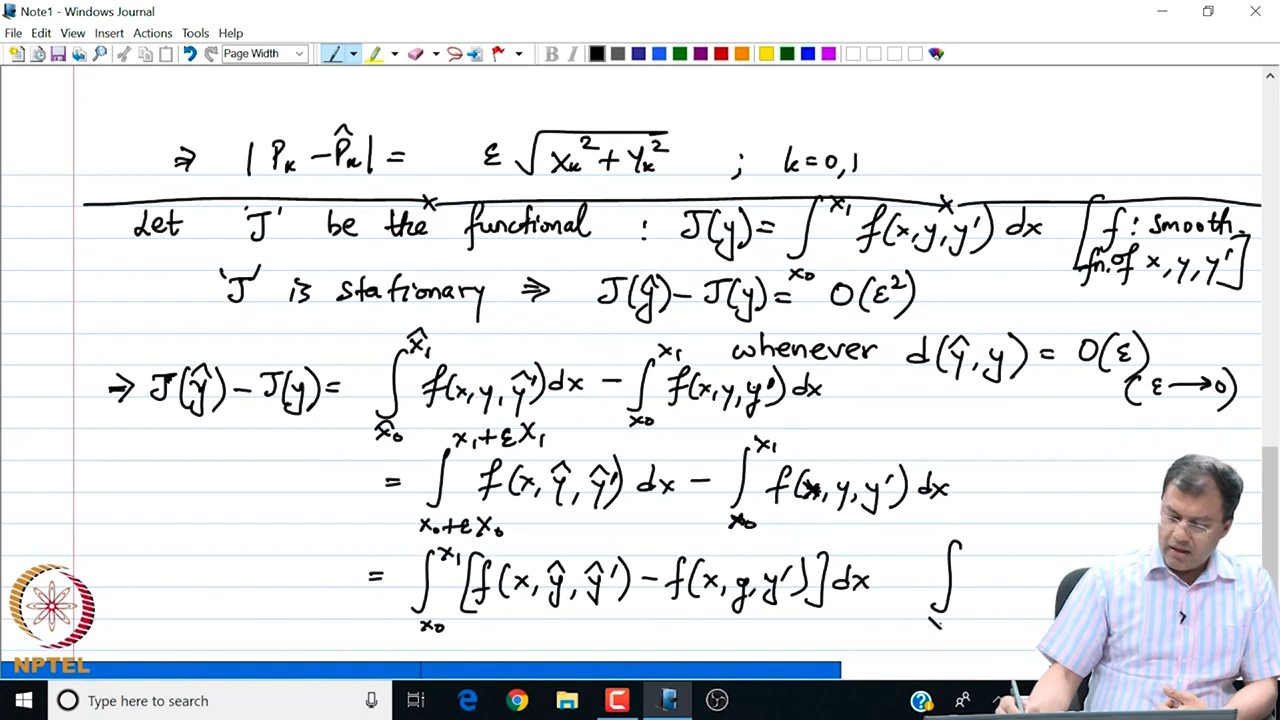 Note1 - Windows Journal
File Edit View Insert Actions Tools Help
Page Width B I
⇒ |P_k - P̂_k| = ε √(X_k² + Y_k²) ; k=0,1
Let 'J' be the functional : J(y) = ∫_{x₀}^{x₁} f(x, y, y') dx [f : smooth
fn. of x, y, y']
'J' is stationary ⇒ J(ŷ) - J(y) = O(ε²)
whenever d(ŷ, y) = O(ε)
(ε → 0)
⇒ J(ŷ) - J(y) = ∫_{x̂₀}^{x̂₁} f(x, y, ŷ') dx - ∫_{x₀}^{x₁} f(x, y, y') dx
= ∫_{x₀+εX₀}^{x₁+εX₁} f(x, ŷ, ŷ') dx - ∫_{x₀}^{x₁} f(x, y, y') dx
= ∫_{x₀}^{x₁} [f(x, ŷ, ŷ') - f(x, y, y')] dx ∫
NPTEL
Type here to search